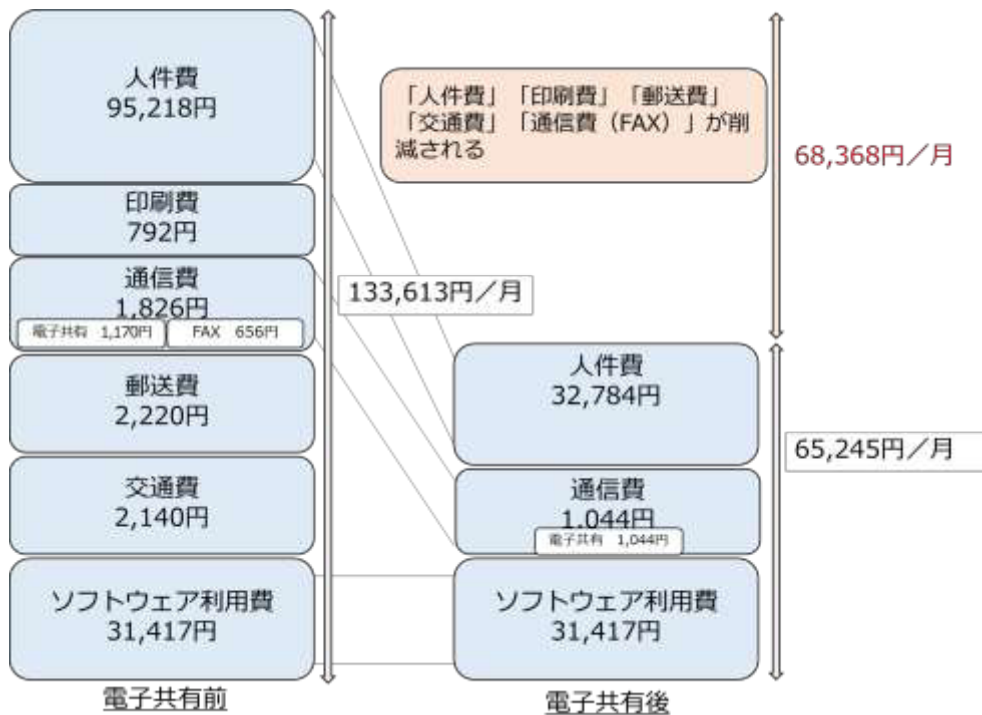 人件費
95,218円
印刷費
792円
通信費
1,826円
電子共有 1,170円
FAX 656円
郵送費
2,220円
交通費
2,140円
ソフトウェア利用費
31,417円
電子共有前
133,613円／月
「人件費」「印刷費」「郵送費」
「交通費」「通信費（FAX）」が削
減される
68,368円／月
人件費
32,784円
通信費
1,044円
電子共有 1,044円
ソフトウェア利用費
31,417円
電子共有後
65,245円／月